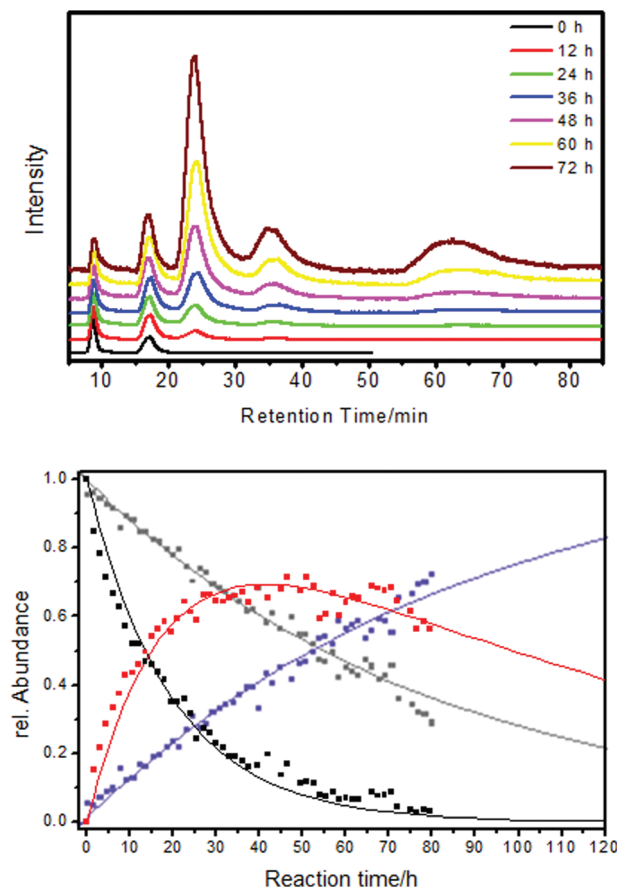 0 h
12 h
24 h
36 h
48 h
60 h
72 h
Intensity
10 20 30 40 50 60 70 80
Retention Time/min
1.0
0.8
0.6
0.4
0.2
0.0
rel. Abundance
0 10 20 30 40 50 60 70 80 90 100 110 120
Reaction time/h